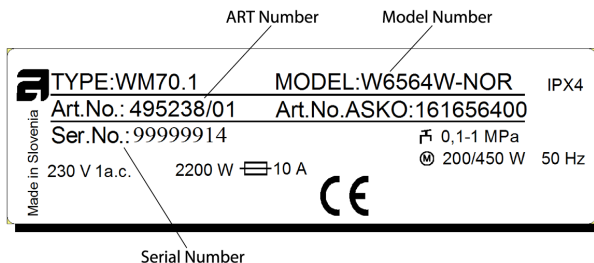 ART Number Model Number
TYPE:WM70.1 MODEL:W6564W-NOR IPX4
Art.No.: 495238/01 Art.No.ASKO:161656400
Ser.No.: 99999914 0,1-1 MPa
230 V 1a.c. 2200 W 10 A M 200/450 W 50 Hz
Made in Slovenia
CE
Serial Number